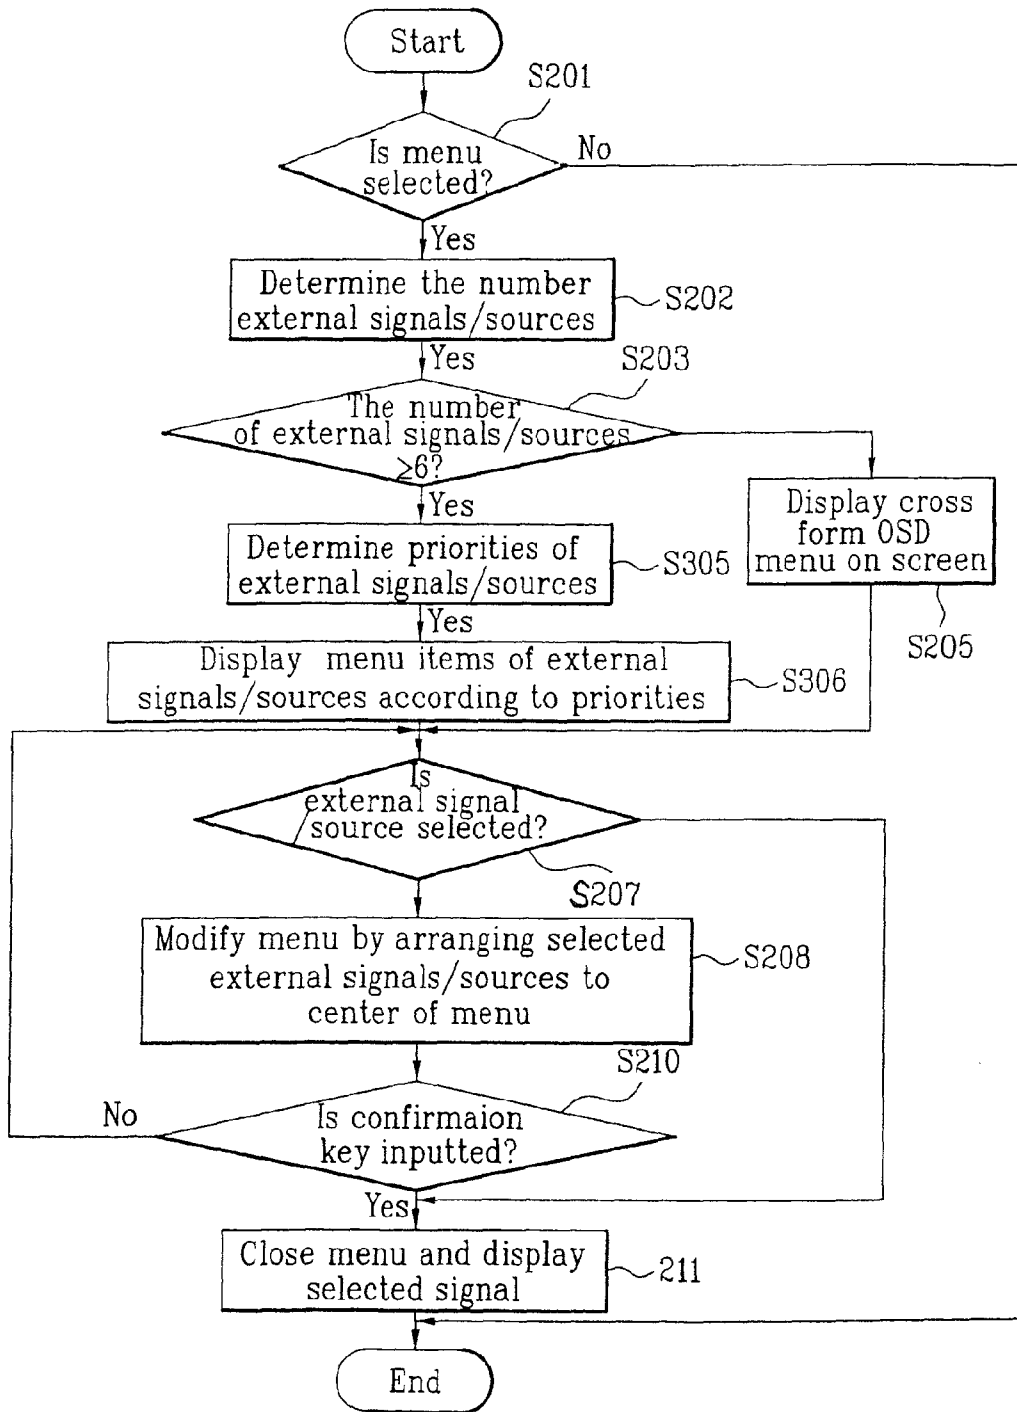 Start
S201
Is menu
selected?
No
Yes
Determine the number
external signals/sources
S202
Yes
S203
The number
of external signals/sources
≥6?
Yes
Display cross
form OSD
menu on screen
S205
Determine priorities of
external signals/sources
S305
Yes
Display menu items of external
signals/sources according to priorities
S306
Is
external signal
source selected?
S207
Modify menu by arranging selected
external signals/sources to
center of menu
S208
S210
No
Is confirmaion
key inputted?
Yes
Close menu and display
selected signal
211
End